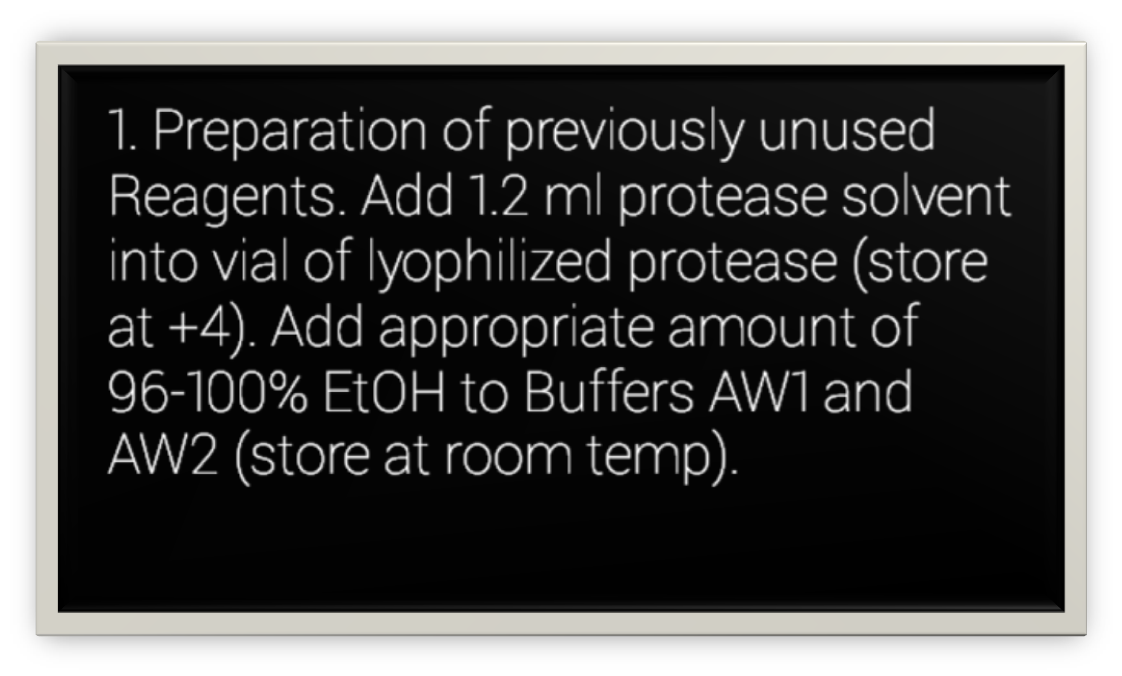 1. Preparation of previously unused
Reagents. Add 1.2 ml protease solvent
into vial of lyophilized protease (store
at +4). Add appropriate amount of
96-100% EtOH to Buffers AW1 and
AW2 (store at room temp).